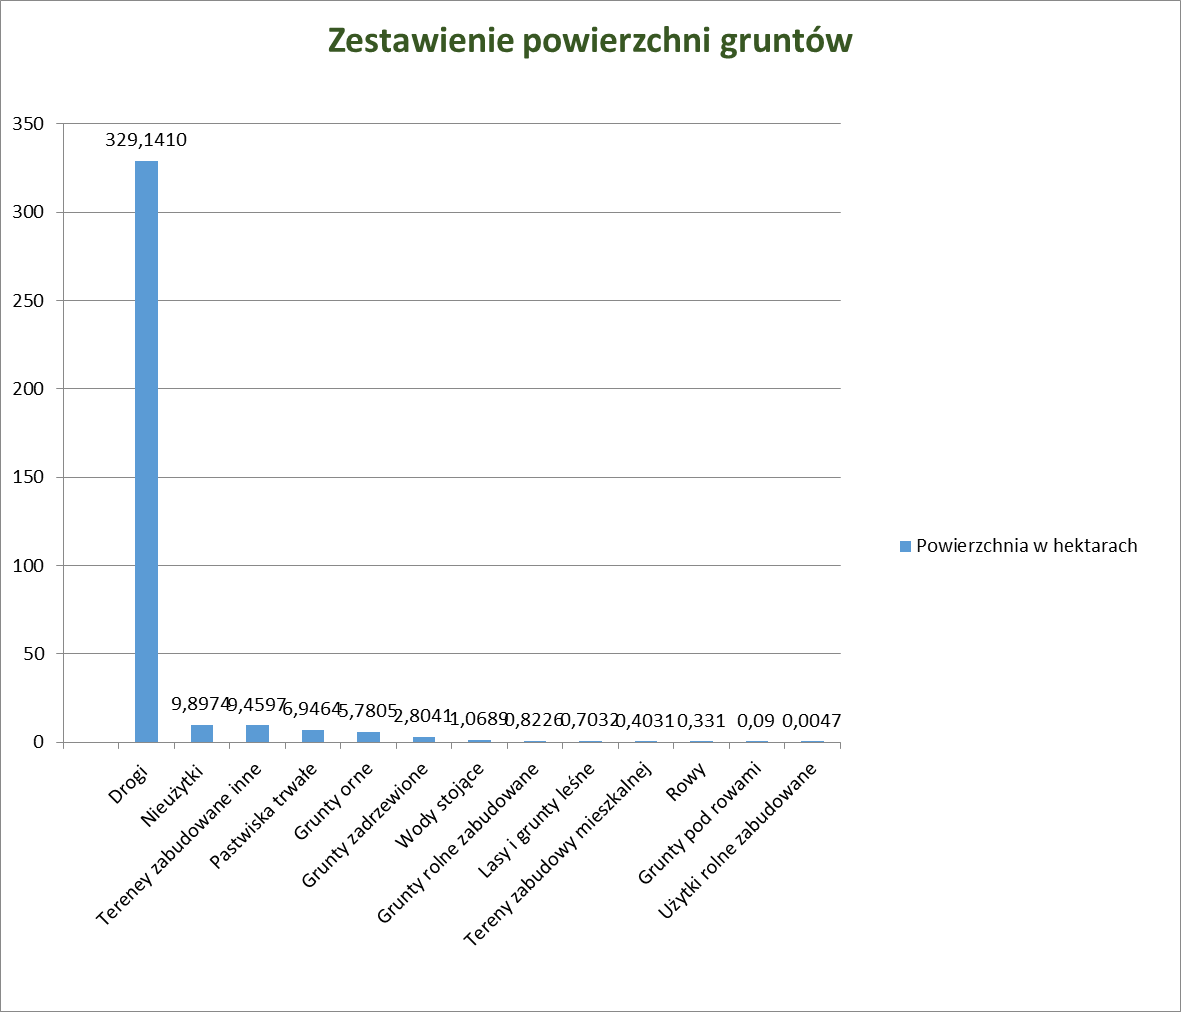 Zestawienie powierzchni gruntów
350
300
250
200
150
100
50
0
329,1410
9,8974
9,4597
6,9464
5,7805
2,8041
1,0689
0,8226
0,7032
0,4031
0,331
0,09
0,0047
Drogi
Nieużytki
Tereney zabudowane inne
Pastwiska trwałe
Grunty orne
Grunty zadrzewione
Wody stojące
Grunty rolne zabudowane
Lasy i grunty leśne
Tereny zabudowy mieszkalnej
Rowy
Grunty pod rowami
Użytki rolne zabudowane
Powierzchnia w hektarach